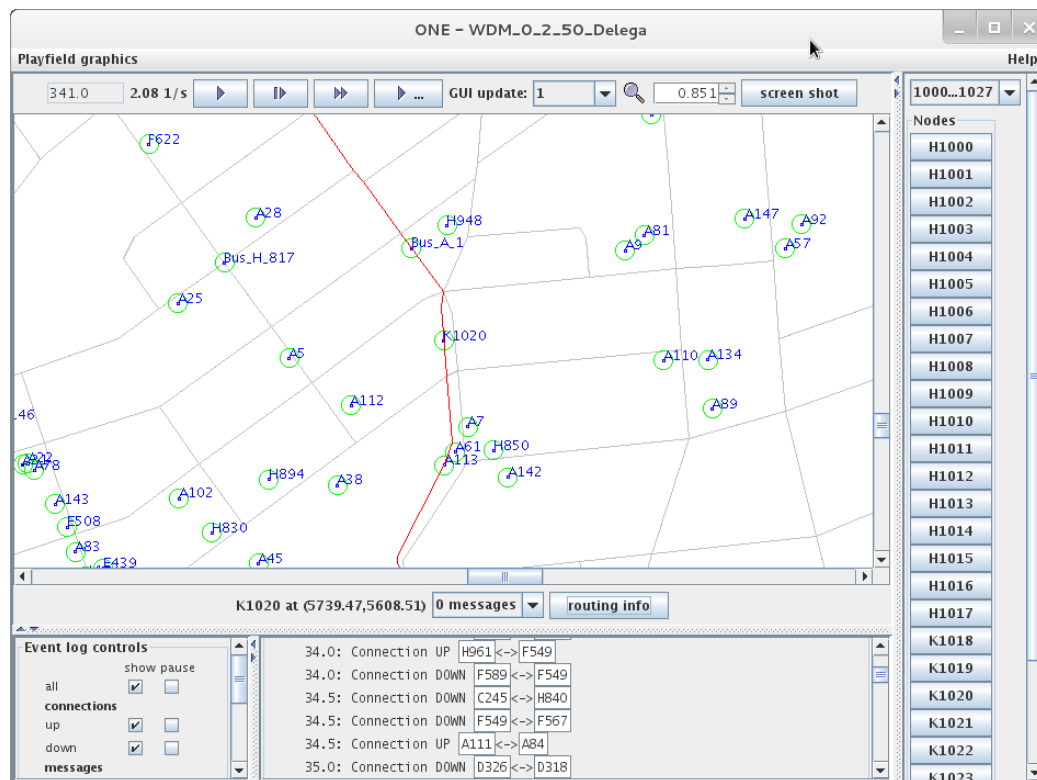 ONE – WDM_0_2_50_Delega
Playfield graphics Help
341.0 2.08 1/s ... GUI update: 1 0.851 screen shot 1000...1027
Nodes
F622
A28
H948
Bus_A_1
Bus_H_817
A81
A9
A147
A92
A57
A25
K1020
A5
A110
A134
A112
A89
A7
A61
H850
A113
A142
A22
A78
H894
A38
A143
A102
E508
H830
A83
E439
A45
H1000
H1001
H1002
H1003
H1004
H1005
H1006
H1007
H1008
H1009
H1010
H1011
H1012
H1013
H1014
H1015
H1016
H1017
K1018
K1019
K1020
K1021
K1022
K1023
K1020 at (5739.47,5608.51) 0 messages routing info
Event log controls
show pause
all
connections
up
down
messages
34.0: Connection UP H961<->F549
34.0: Connection DOWN F589<->F549
34.5: Connection DOWN C245<->H840
34.5: Connection DOWN F549<->F567
34.5: Connection UP A111<->A84
35.0: Connection DOWN D326<->D318